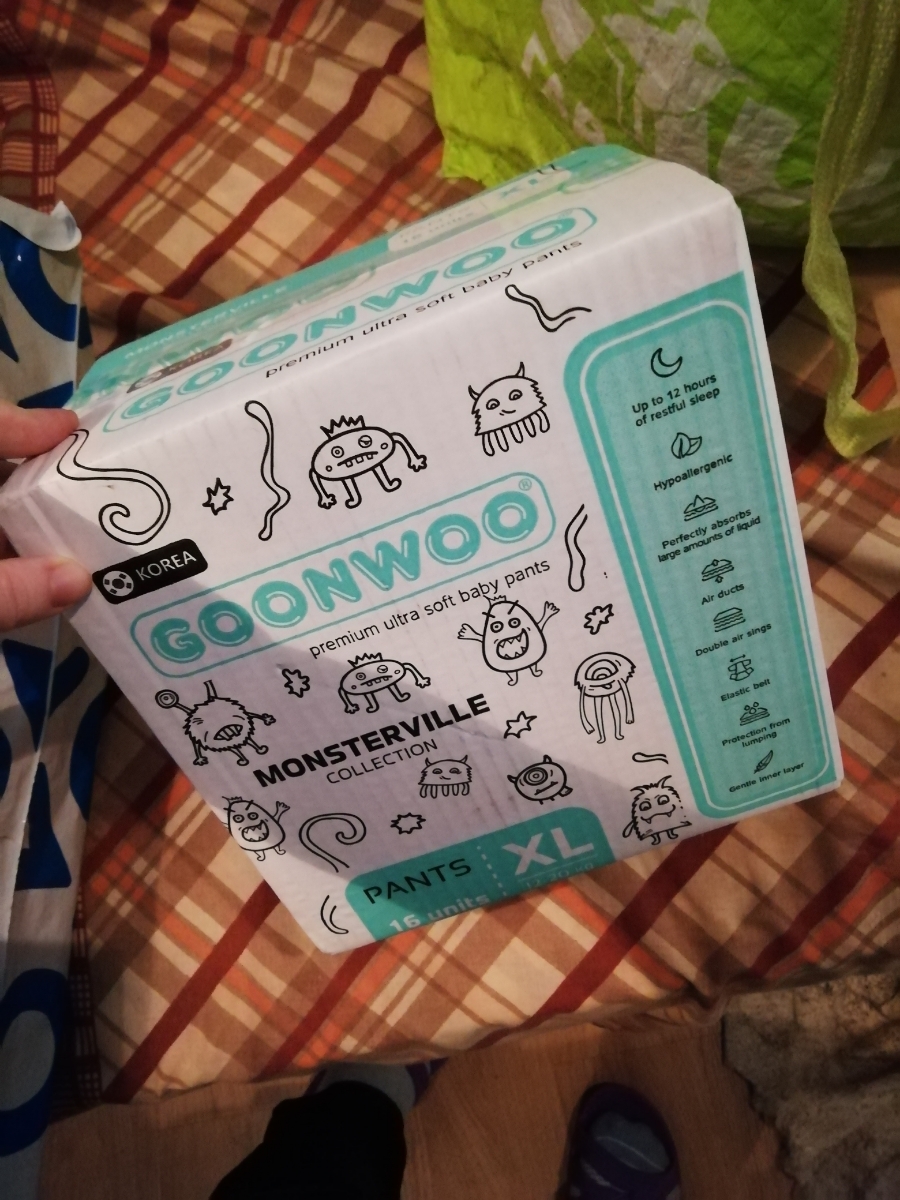 MONSTERVILLE
GOONWOO
premium ultra soft baby pants
XL
KOREA
GOONWOO®
premium ultra soft baby pants
MONSTERVILLE
COLLECTION
PANTS
16 units
XL
Up to 12 hours
of restful sleep
Hypoallergenic
Perfectly absorbs
large amounts of liquid
Air ducts
Double air sings
Elastic belt
Protection from
lumping
Gentle inner layer